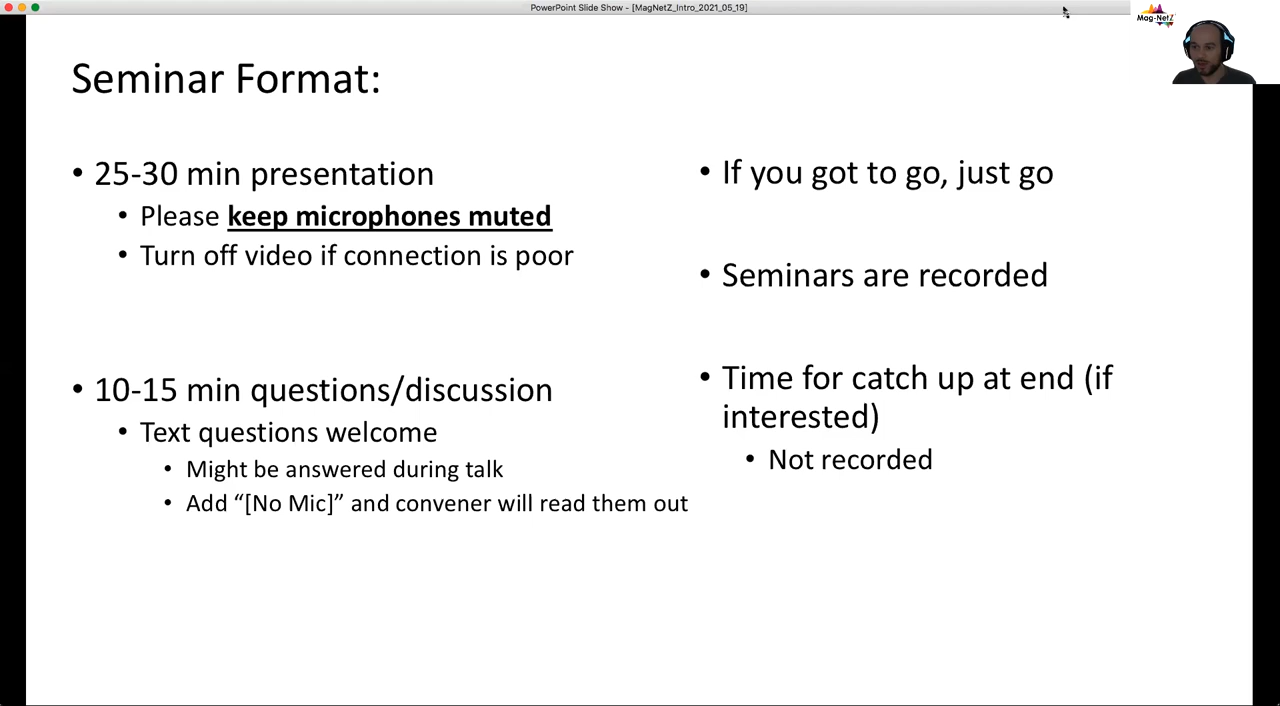 PowerPoint Slide Show - [MagNetZ_Intro_2021_05_19]
Mag-NetZ
Seminar Format:
• 25-30 min presentation
• Please keep microphones muted
• Turn off video if connection is poor
• 10-15 min questions/discussion
• Text questions welcome
• Might be answered during talk
• Add “[No Mic]” and convener will read them out
• If you got to go, just go
• Seminars are recorded
• Time for catch up at end (if
interested)
• Not recorded